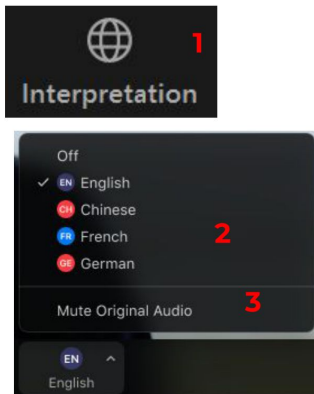 1
Interpretation
Off
EN English
CH Chinese
FR French 2
GE German
Mute Original Audio 3
EN
English